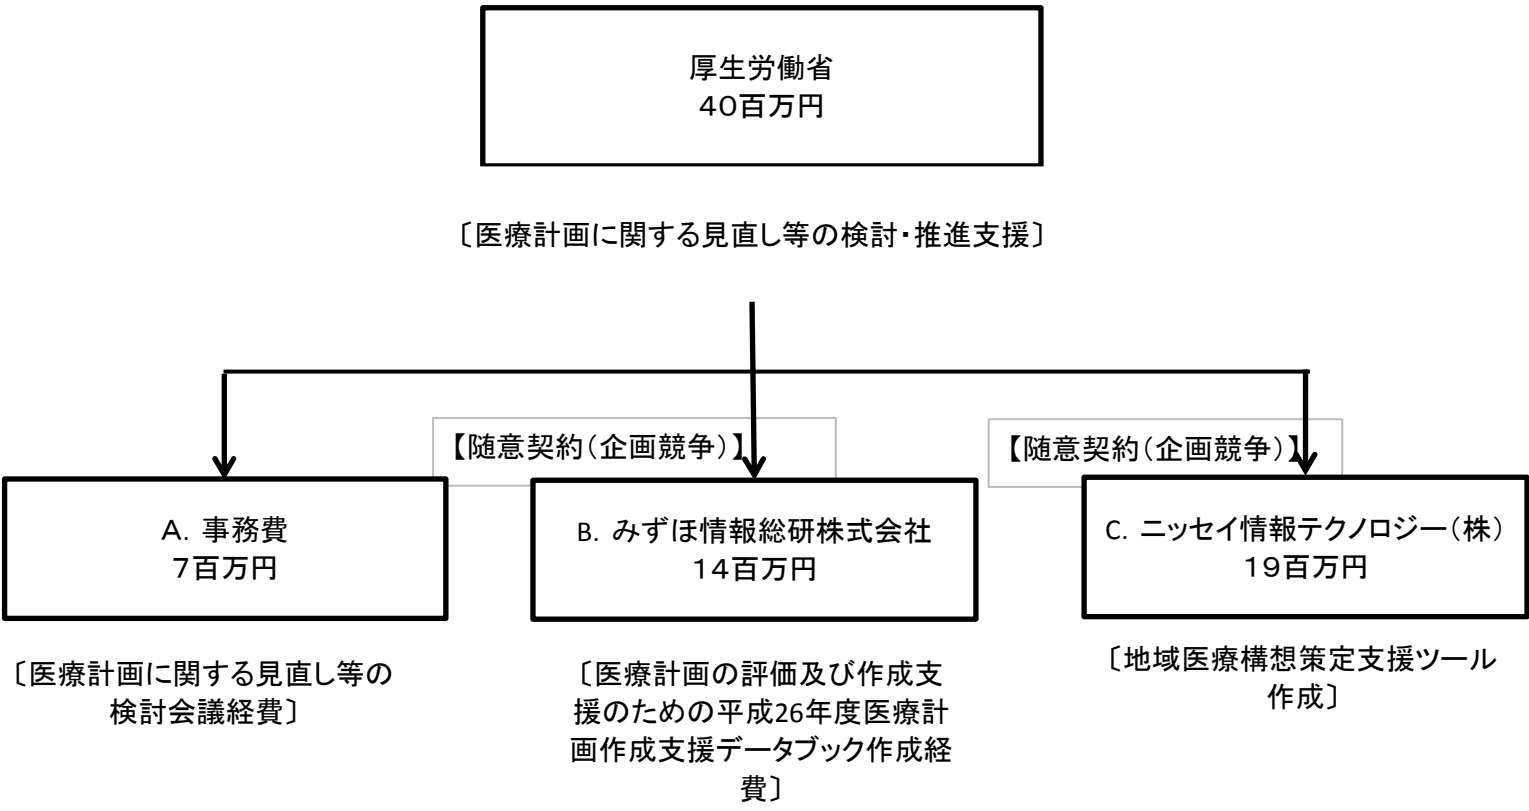 厚生労働省
４０百万円
〔医療計画に関する見直し等の検討・推進支援〕
【随意契約（企画競争）】
【随意契約（企画競争）】
Ａ．事務費
７百万円
B．みずほ情報総研株式会社
１４百万円
C．ニッセイ情報テクノロジー（株）
１９百万円
〔医療計画に関する見直し等の
検討会議経費〕
〔医療計画の評価及び作成支
援のための平成26年度医療計
画作成支援データブック作成経
費〕
〔地域医療構想策定支援ツール
作成〕